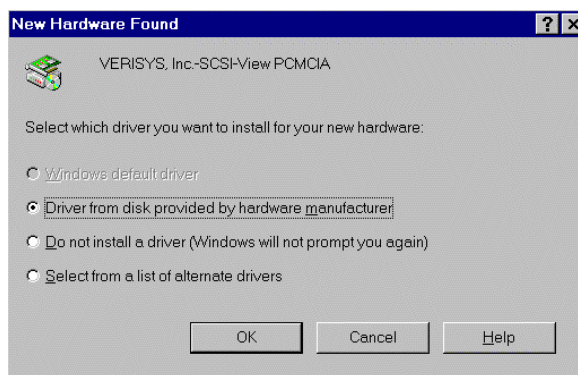 New Hardware Found
VERISYS, Inc.-SCSI-View PCMCIA
Select which driver you want to install for your new hardware:
Windows default driver
Driver from disk provided by hardware manufacturer
Do not install a driver (Windows will not prompt you again)
Select from a list of alternate drivers
OK Cancel Help